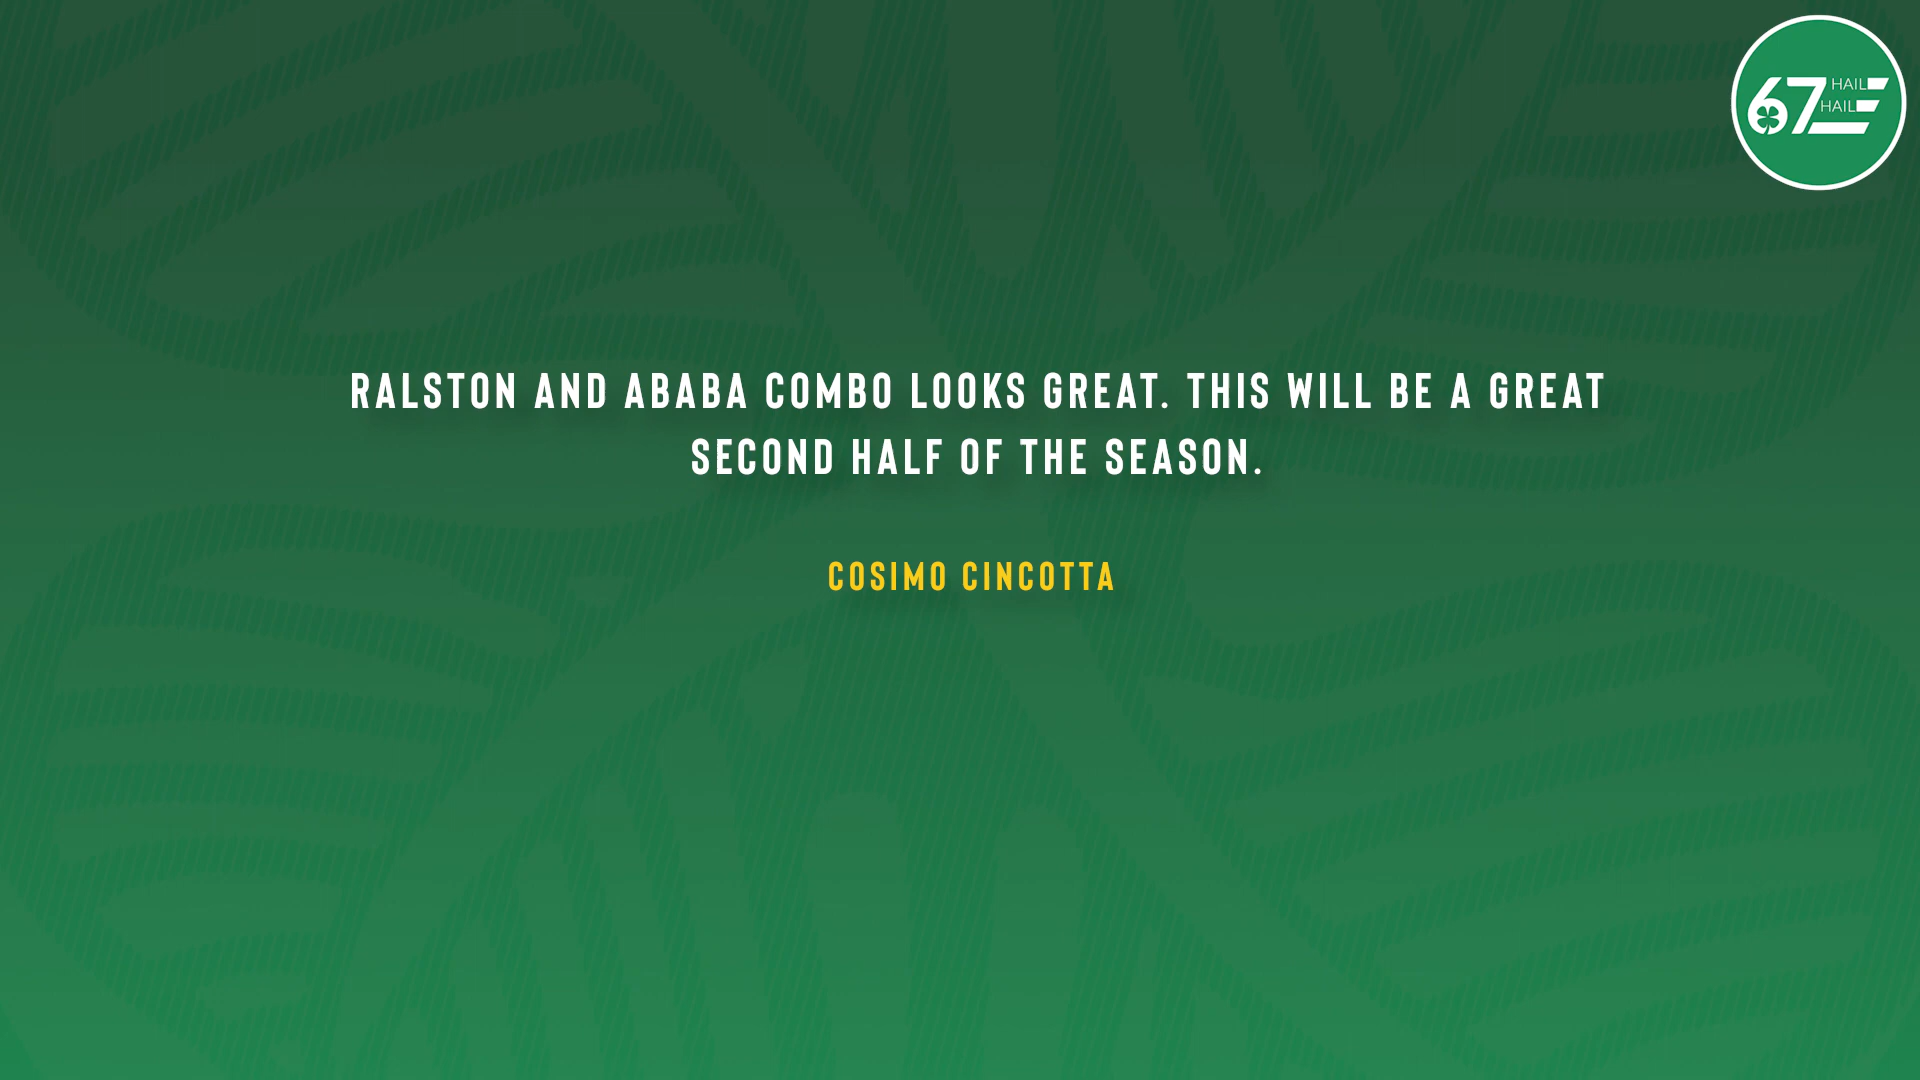 67 HAIL
HAIL
RALSTON AND ABABA COMBO LOOKS GREAT. THIS WILL BE A GREAT
SECOND HALF OF THE SEASON.
COSIMO CINCOTTA